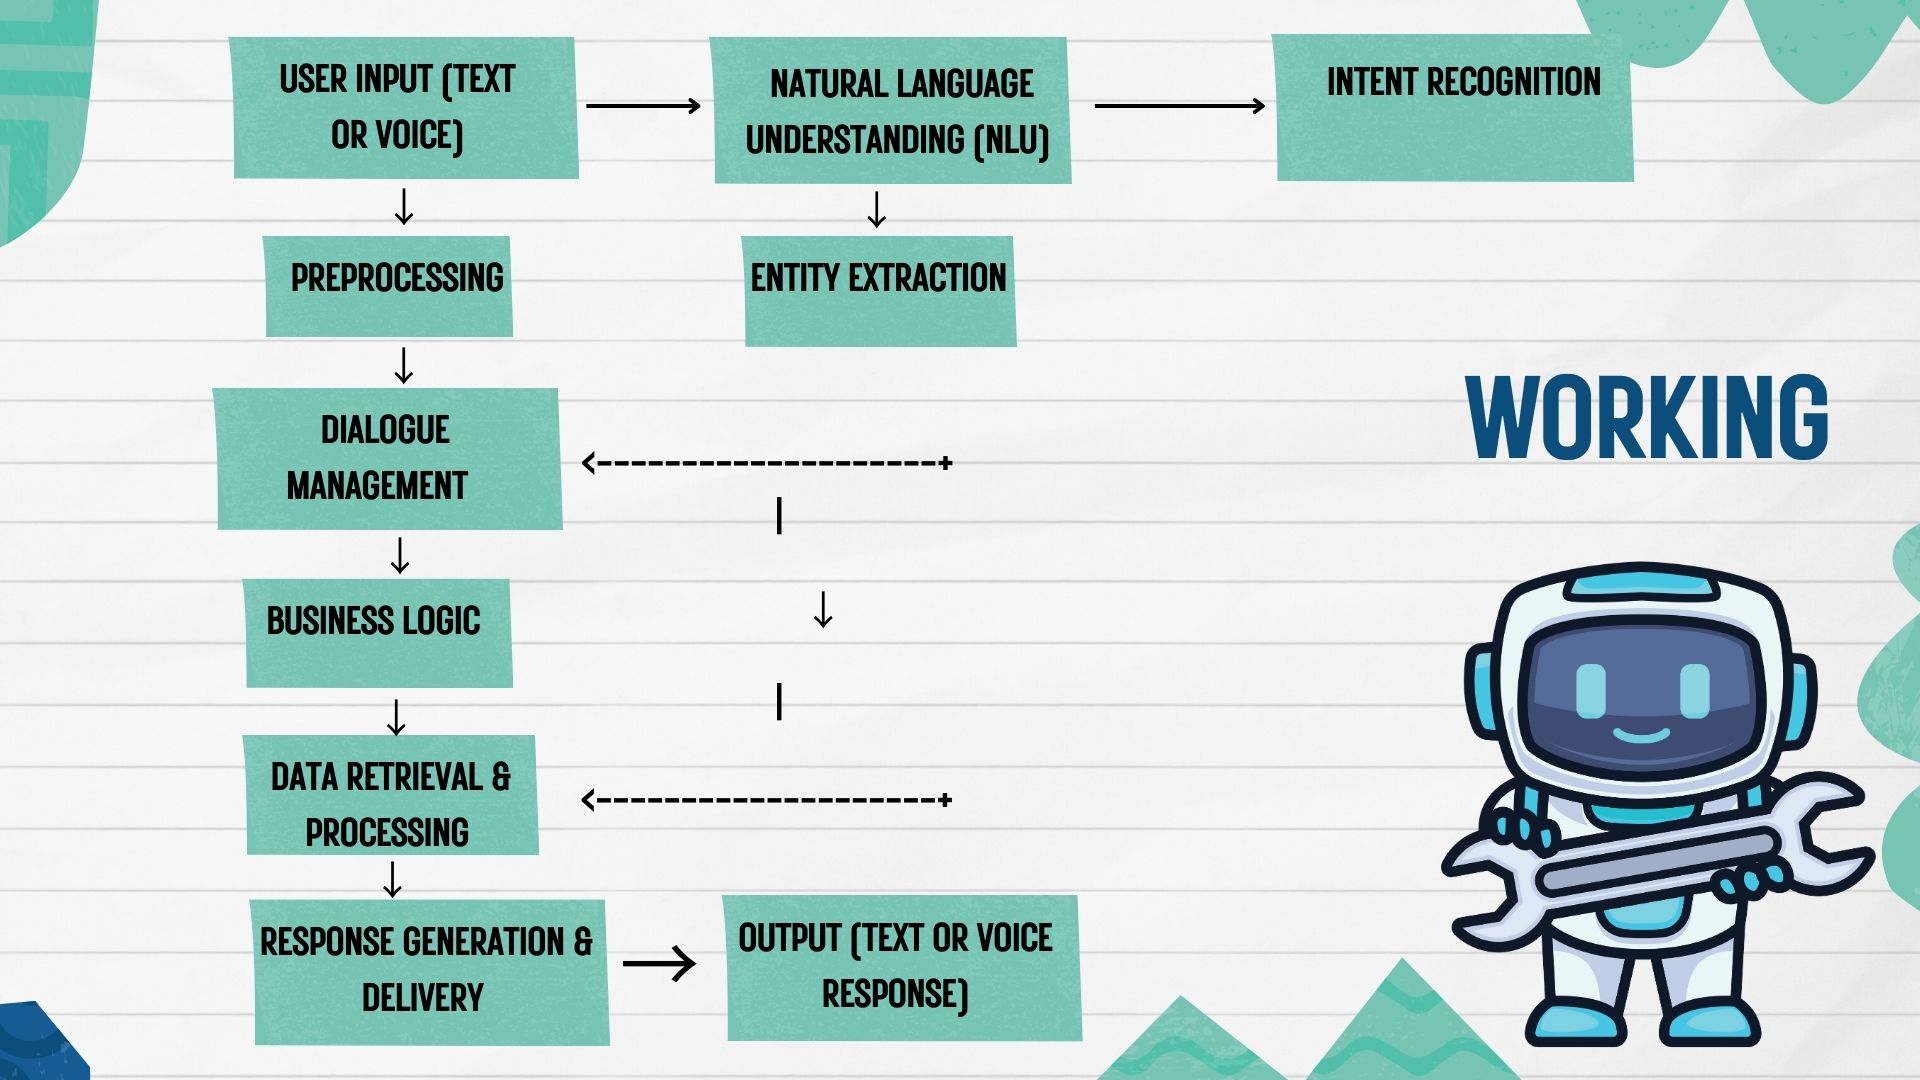 USER INPUT (TEXT
OR VOICE)
NATURAL LANGUAGE
UNDERSTANDING (NLU)
INTENT RECOGNITION
PREPROCESSING
ENTITY EXTRACTION
DIALOGUE
MANAGEMENT
WORKING
BUSINESS LOGIC
DATA RETRIEVAL &
PROCESSING
RESPONSE GENERATION &
DELIVERY
OUTPUT (TEXT OR VOICE
RESPONSE)